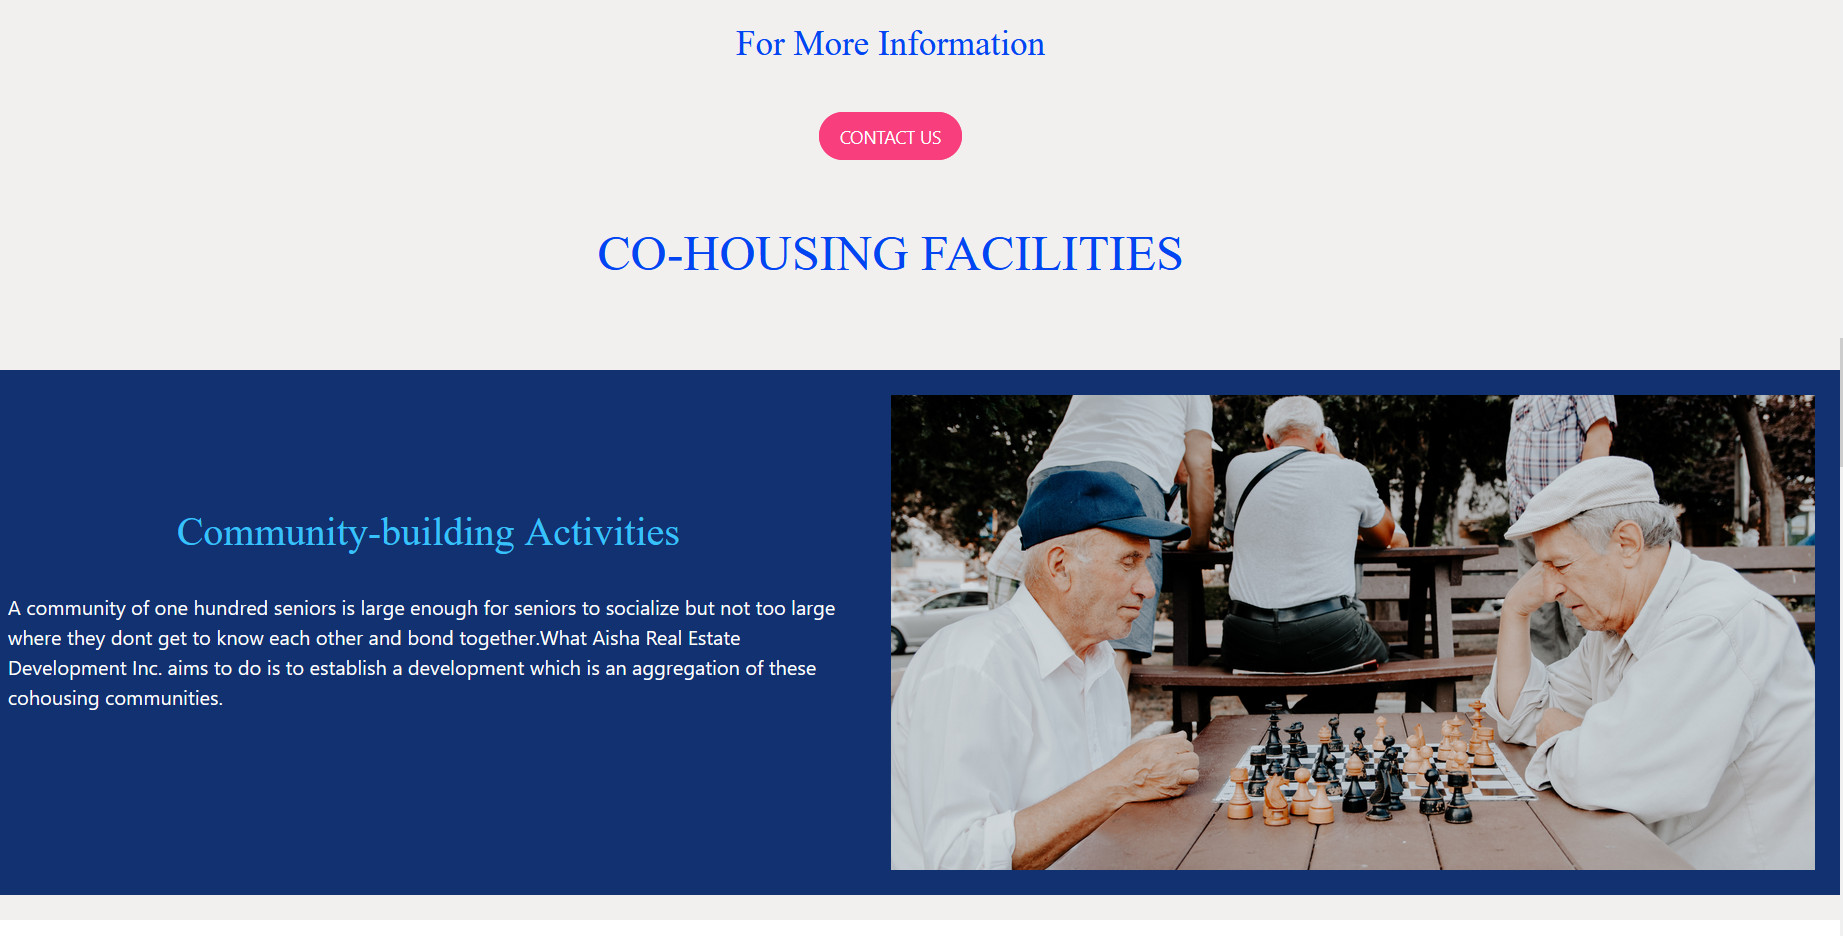 For More Information
CONTACT US
CO-HOUSING FACILITIES
Community-building Activities
A community of one hundred seniors is large enough for seniors to socialize but not too large
where they dont get to know each other and bond together.What Aisha Real Estate
Development Inc. aims to do is to establish a development which is an aggregation of these
cohousing communities.